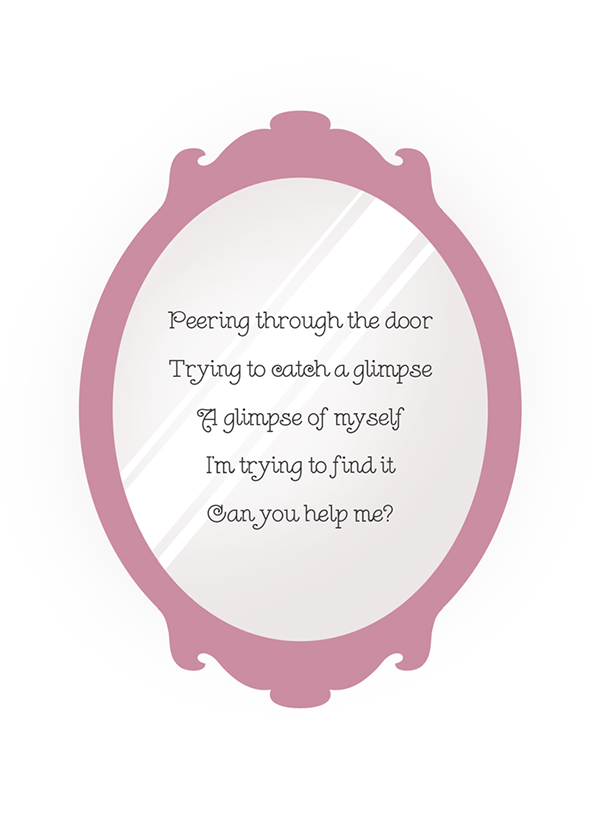 Peering through the door
Trying to catch a glimpse
A glimpse of myself
I'm trying to find it
Can you help me?